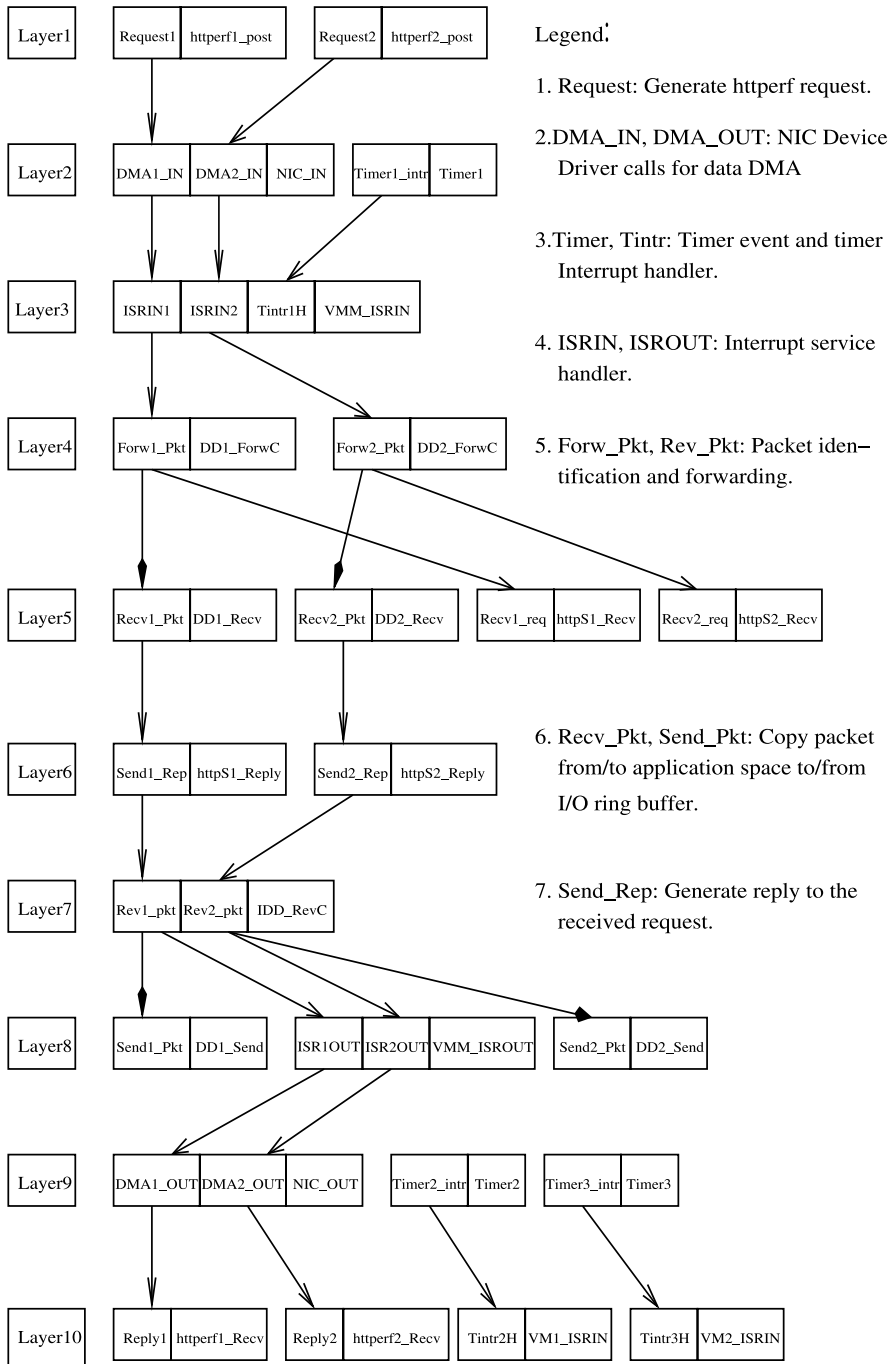 Layer1
Request1 httperf1_post
Request2 httperf2_post
Legend:
1. Request: Generate httperf request.
2.DMA_IN, DMA_OUT: NIC Device
Driver calls for data DMA
Layer2
DMA1_IN DMA2_IN NIC_IN
Timer1_intr Timer1
3.Timer, Tintr: Timer event and timer
Interrupt handler.
Layer3
ISRIN1 ISRIN2 Tintr1H VMM_ISRIN
4. ISRIN, ISROUT: Interrupt service
handler.
Layer4
Forw1_Pkt DD1_ForwC
Forw2_Pkt DD2_ForwC
5. Forw_Pkt, Rev_Pkt: Packet iden–
tification and forwarding.
Layer5
Recv1_Pkt DD1_Recv
Recv2_Pkt DD2_Recv
Recv1_req httpS1_Recv
Recv2_req httpS2_Recv
6. Recv_Pkt, Send_Pkt: Copy packet
from/to application space to/from
I/O ring buffer.
Layer6
Send1_Rep httpS1_Reply
Send2_Rep httpS2_Reply
Layer7
Rev1_pkt Rev2_pkt IDD_RevC
7. Send_Rep: Generate reply to the
received request.
Layer8
Send1_Pkt DD1_Send
ISR1OUT ISR2OUT VMM_ISROUT
Send2_Pkt DD2_Send
Layer9
DMA1_OUT DMA2_OUT NIC_OUT
Timer2_intr Timer2
Timer3_intr Timer3
Layer10
Reply1 httperf1_Recv
Reply2 httperf2_Recv
Tintr2H VM1_ISRIN
Tintr3H VM2_ISRIN